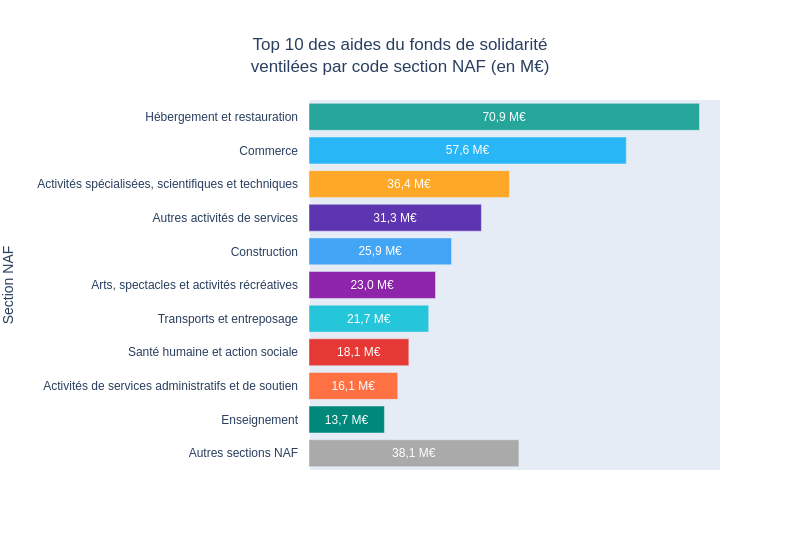 Top 10 des aides du fonds de solidarité
ventilées par code section NAF (en M€)
Section NAF
Hébergement et restauration 70,9 M€
Commerce 57,6 M€
Activités spécialisées, scientifiques et techniques 36,4 M€
Autres activités de services 31,3 M€
Construction 25,9 M€
Arts, spectacles et activités récréatives 23,0 M€
Transports et entreposage 21,7 M€
Santé humaine et action sociale 18,1 M€
Activités de services administratifs et de soutien 16,1 M€
Enseignement 13,7 M€
Autres sections NAF 38,1 M€